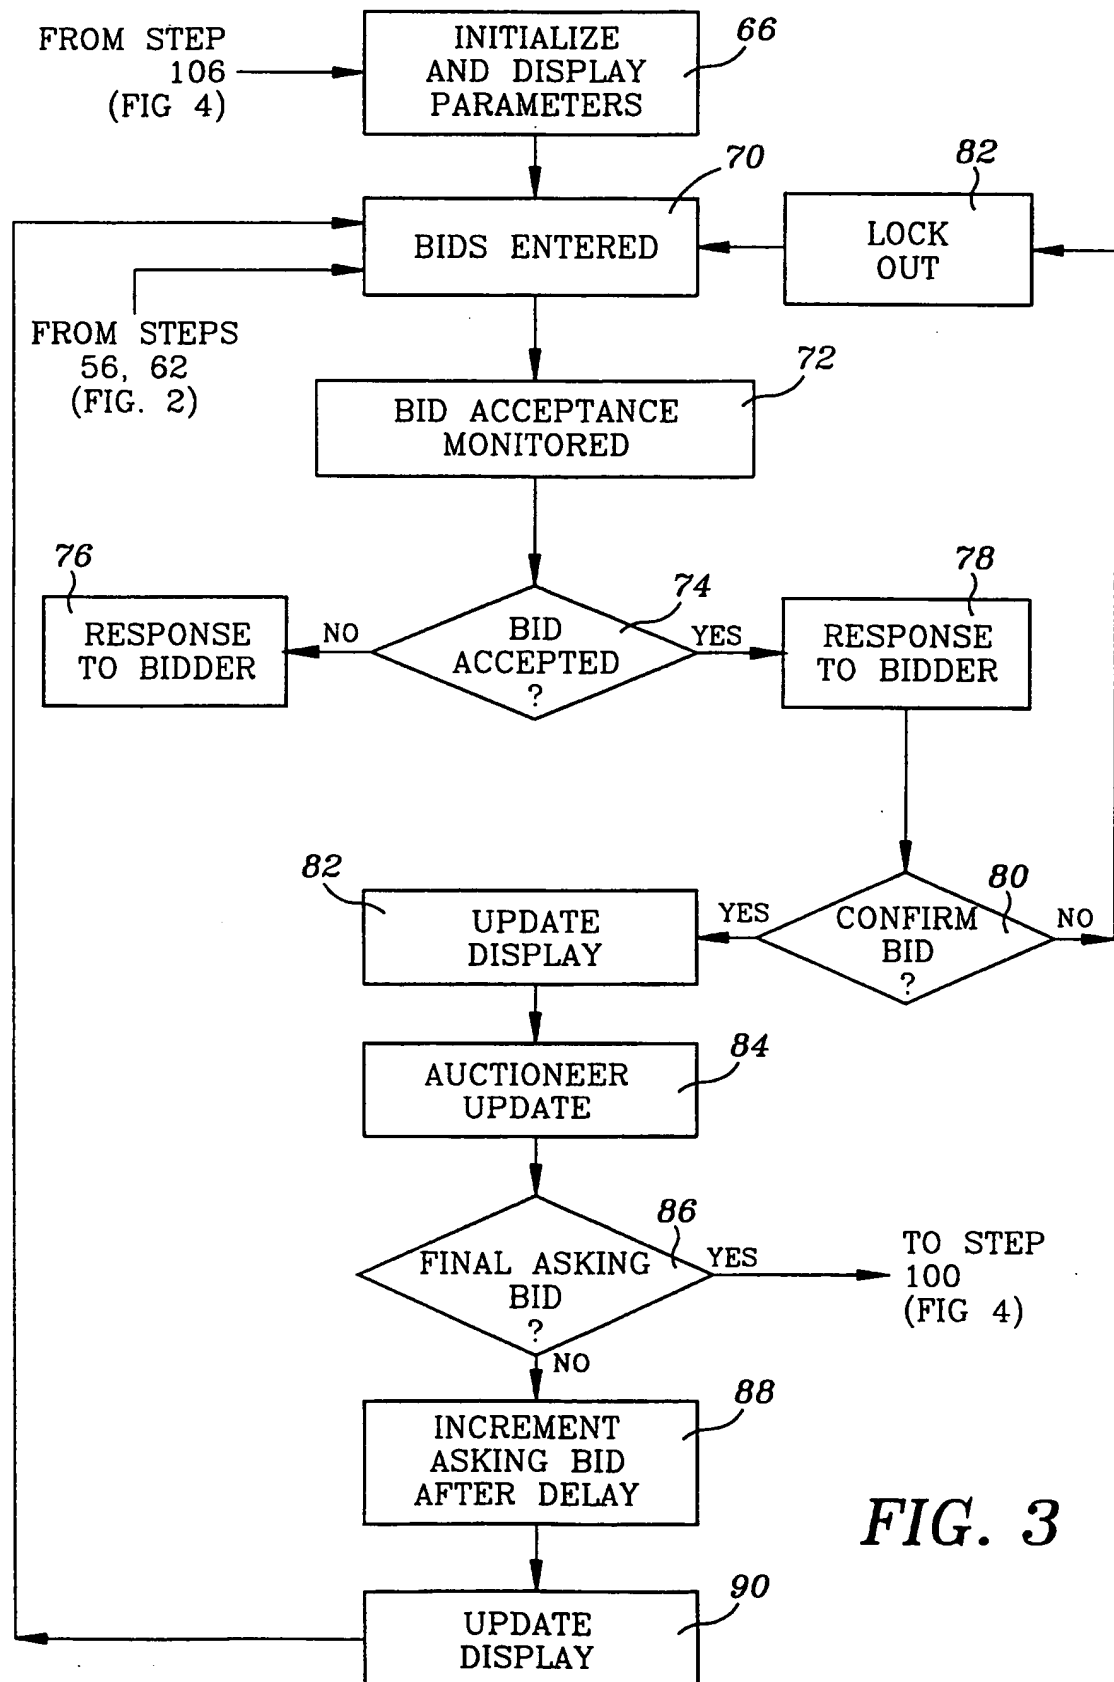 FROM STEP
106
(FIG 4)
INITIALIZE
AND DISPLAY
PARAMETERS
66
70
BIDS ENTERED
82
LOCK
OUT
FROM STEPS
56, 62
(FIG. 2)
72
BID ACCEPTANCE
MONITORED
76
RESPONSE
TO BIDDER
NO
74
BID
ACCEPTED
?
YES
78
RESPONSE
TO BIDDER
82
UPDATE
DISPLAY
YES
80
CONFIRM
BID
?
NO
84
AUCTIONEER
UPDATE
86
FINAL ASKING
BID
?
YES
TO STEP
100
(FIG 4)
NO
88
INCREMENT
ASKING BID
AFTER DELAY
FIG. 3
90
UPDATE
DISPLAY